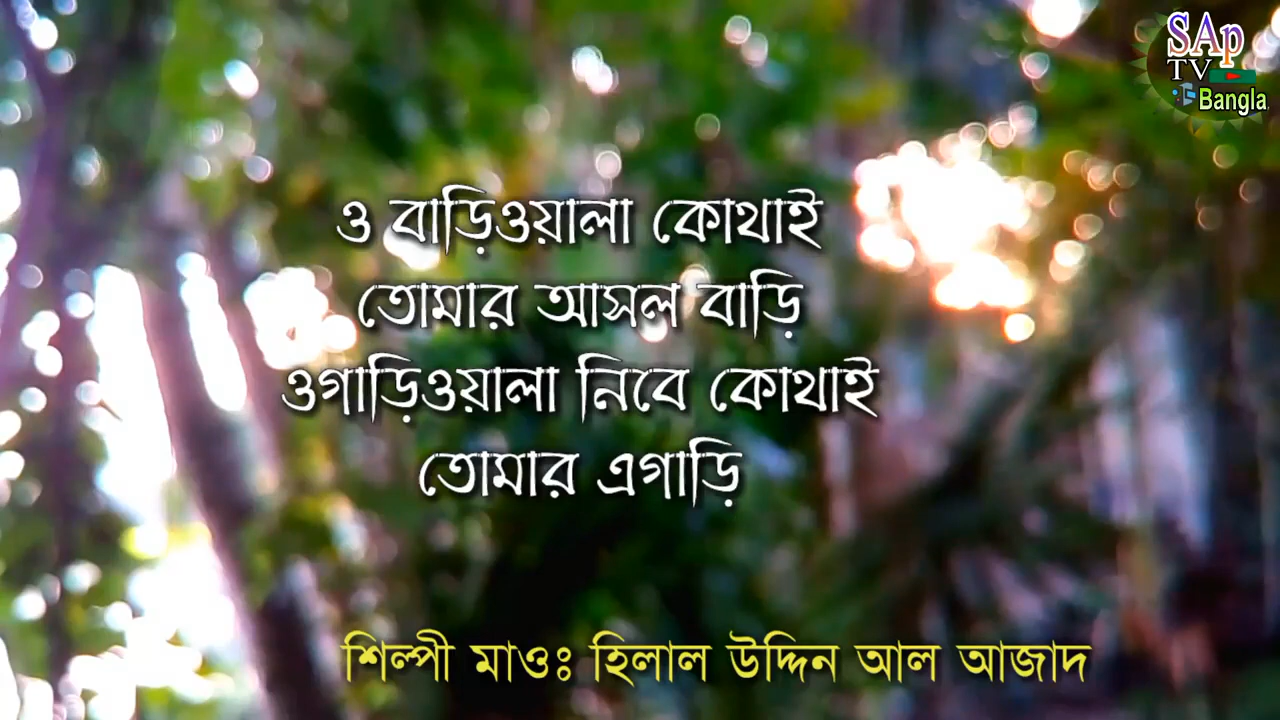 SAp
TV
Bangla
ও বাড়িওয়ালা কোথাই
তোমার আসল বাড়ি
ওগাড়িওয়ালা নিবে কোথাই
তোমার এগাড়ি
শিল্পী মাওঃ হিলাল উদ্দিন আল আজাদ